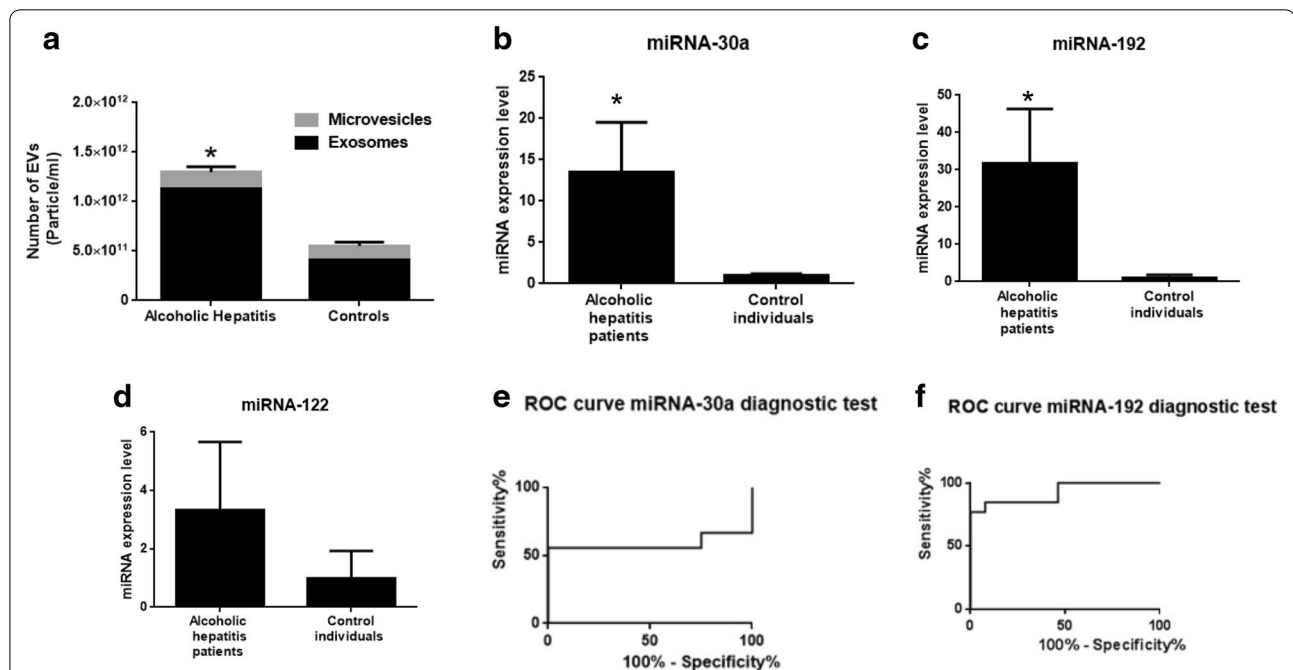 a
2.0×10¹²
1.5×10¹²
1.0×10¹²
5.0×10¹¹
0
Number of EVs
(Particle/ml)
*
Microvesicles
Exosomes
Alcoholic Hepatitis
Controls
b
miRNA-30a
25
20
15
10
5
0
miRNA expression level
*
Alcoholic
hepatitis
patients
Control
individuals
c
miRNA-192
50
40
30
20
10
0
miRNA expression level
*
Alcoholic
hepatitis
patients
Control
individuals
d
miRNA-122
6
4
2
0
miRNA expression level
Alcoholic
hepatitis
patients
Control
individuals
e
ROC curve miRNA-30a diagnostic test
Sensitivity%
100
50
0
0
50
100
100% - Specificity%
f
ROC curve miRNA-192 diagnostic test
Sensitivity%
100
50
0
0
50
100
100% - Specificity%